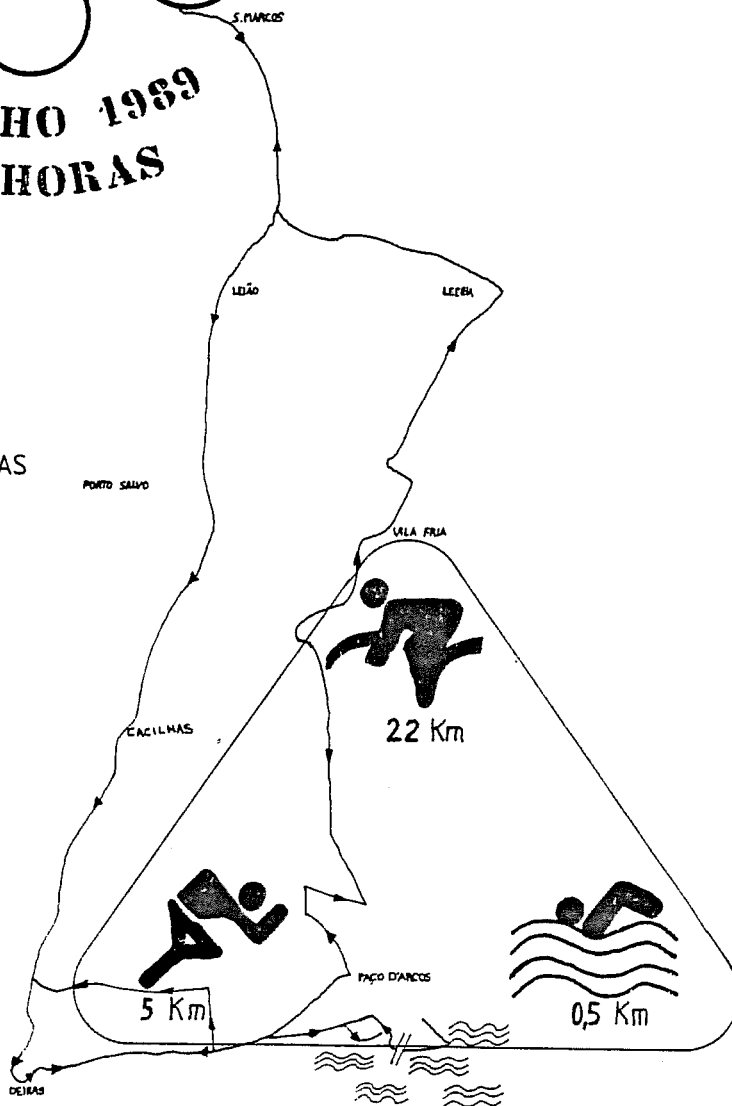 S. MARCOS
HO 1989
HORAS
LEIÃO
LECEIA
AS
PORTO SALVO
VILA FRIA
22 Km
CACILHAS
PAÇO D'ARCOS
5 Km
0,5 Km
OEIRAS